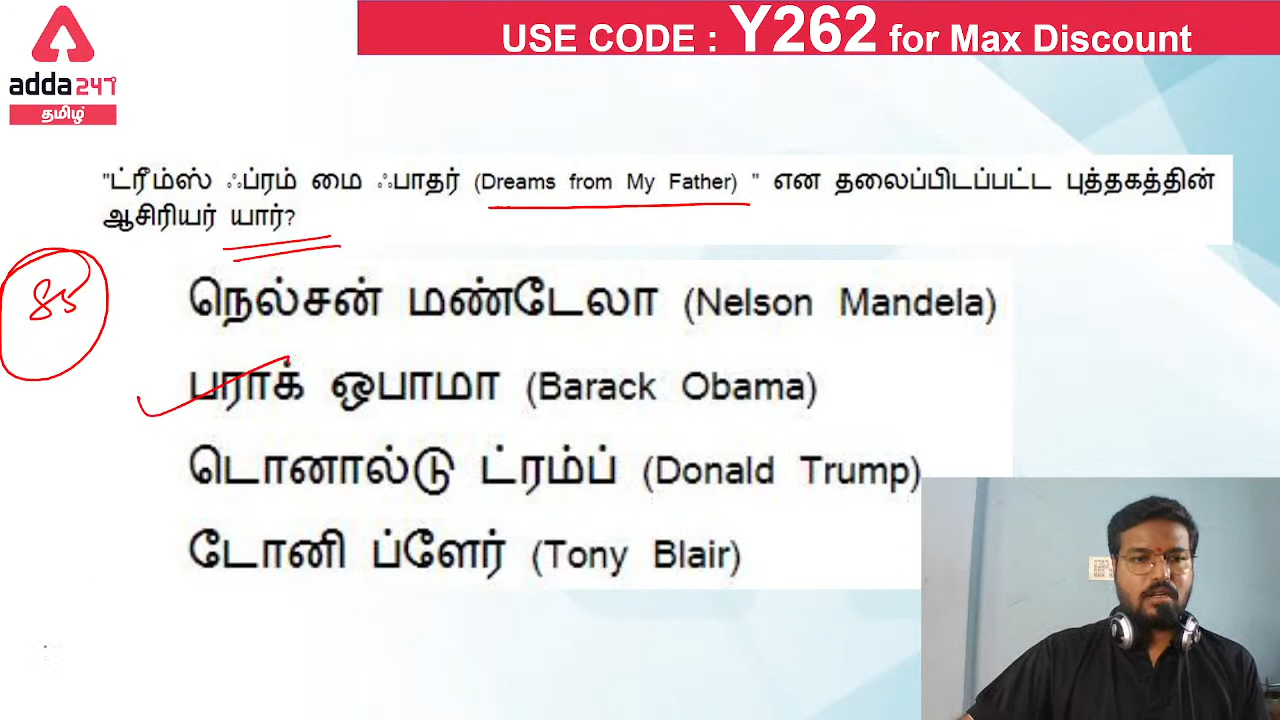 USE CODE : Y262 for Max Discount
adda247
தமிழ்
"ட்ரீம்ஸ் ஃப்ரம் மை ஃபாதர் (Dreams from My Father) " என தலைப்பிடப்பட்ட புத்தகத்தின்
ஆசிரியர் யார்?
85
நெல்சன் மண்டேலா (Nelson Mandela)
பராக் ஒபாமா (Barack Obama)
டொனால்டு ட்ரம்ப் (Donald Trump)
டோனி ப்ளேர் (Tony Blair)